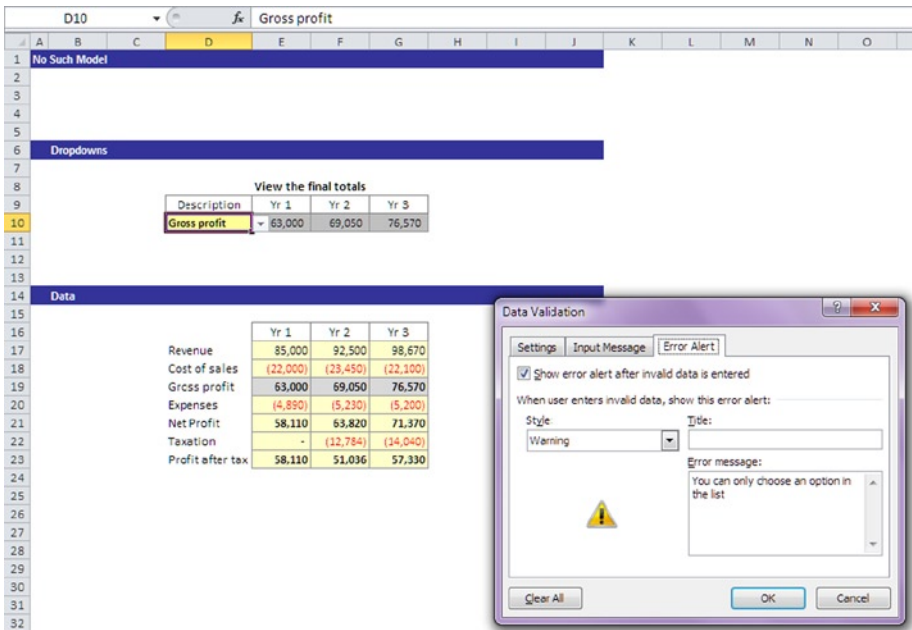 D10 fx Gross profit
A B C D E F G H I J K L M N O
1 No Such Model
2
3
4
5
6 Dropdowns
7
8 View the final totals
9 Description Yr 1 Yr 2 Yr 3
10 Gross profit 63,000 69,050 76,570
11
12
13
14 Data
15
16 Yr 1 Yr 2 Yr 3
17 Revenue 85,000 92,500 98,670
18 Cost of sales (22,000) (23,450) (22,100)
19 Gross profit 63,000 69,050 76,570
20 Expenses (4,890) (5,230) (5,200)
21 Net Profit 58,110 63,820 71,370
22 Taxation - (12,784) (14,040)
23 Profit after tax 58,110 51,036 57,330
24
25
26
27
28
29
30
31
32
Data Validation
Settings Input Message Error Alert
Show error alert after invalid data is entered
When user enters invalid data, show this error alert:
Style: Title:
Warning
Error message:
You can only choose an option in
the list
Clear All OK Cancel